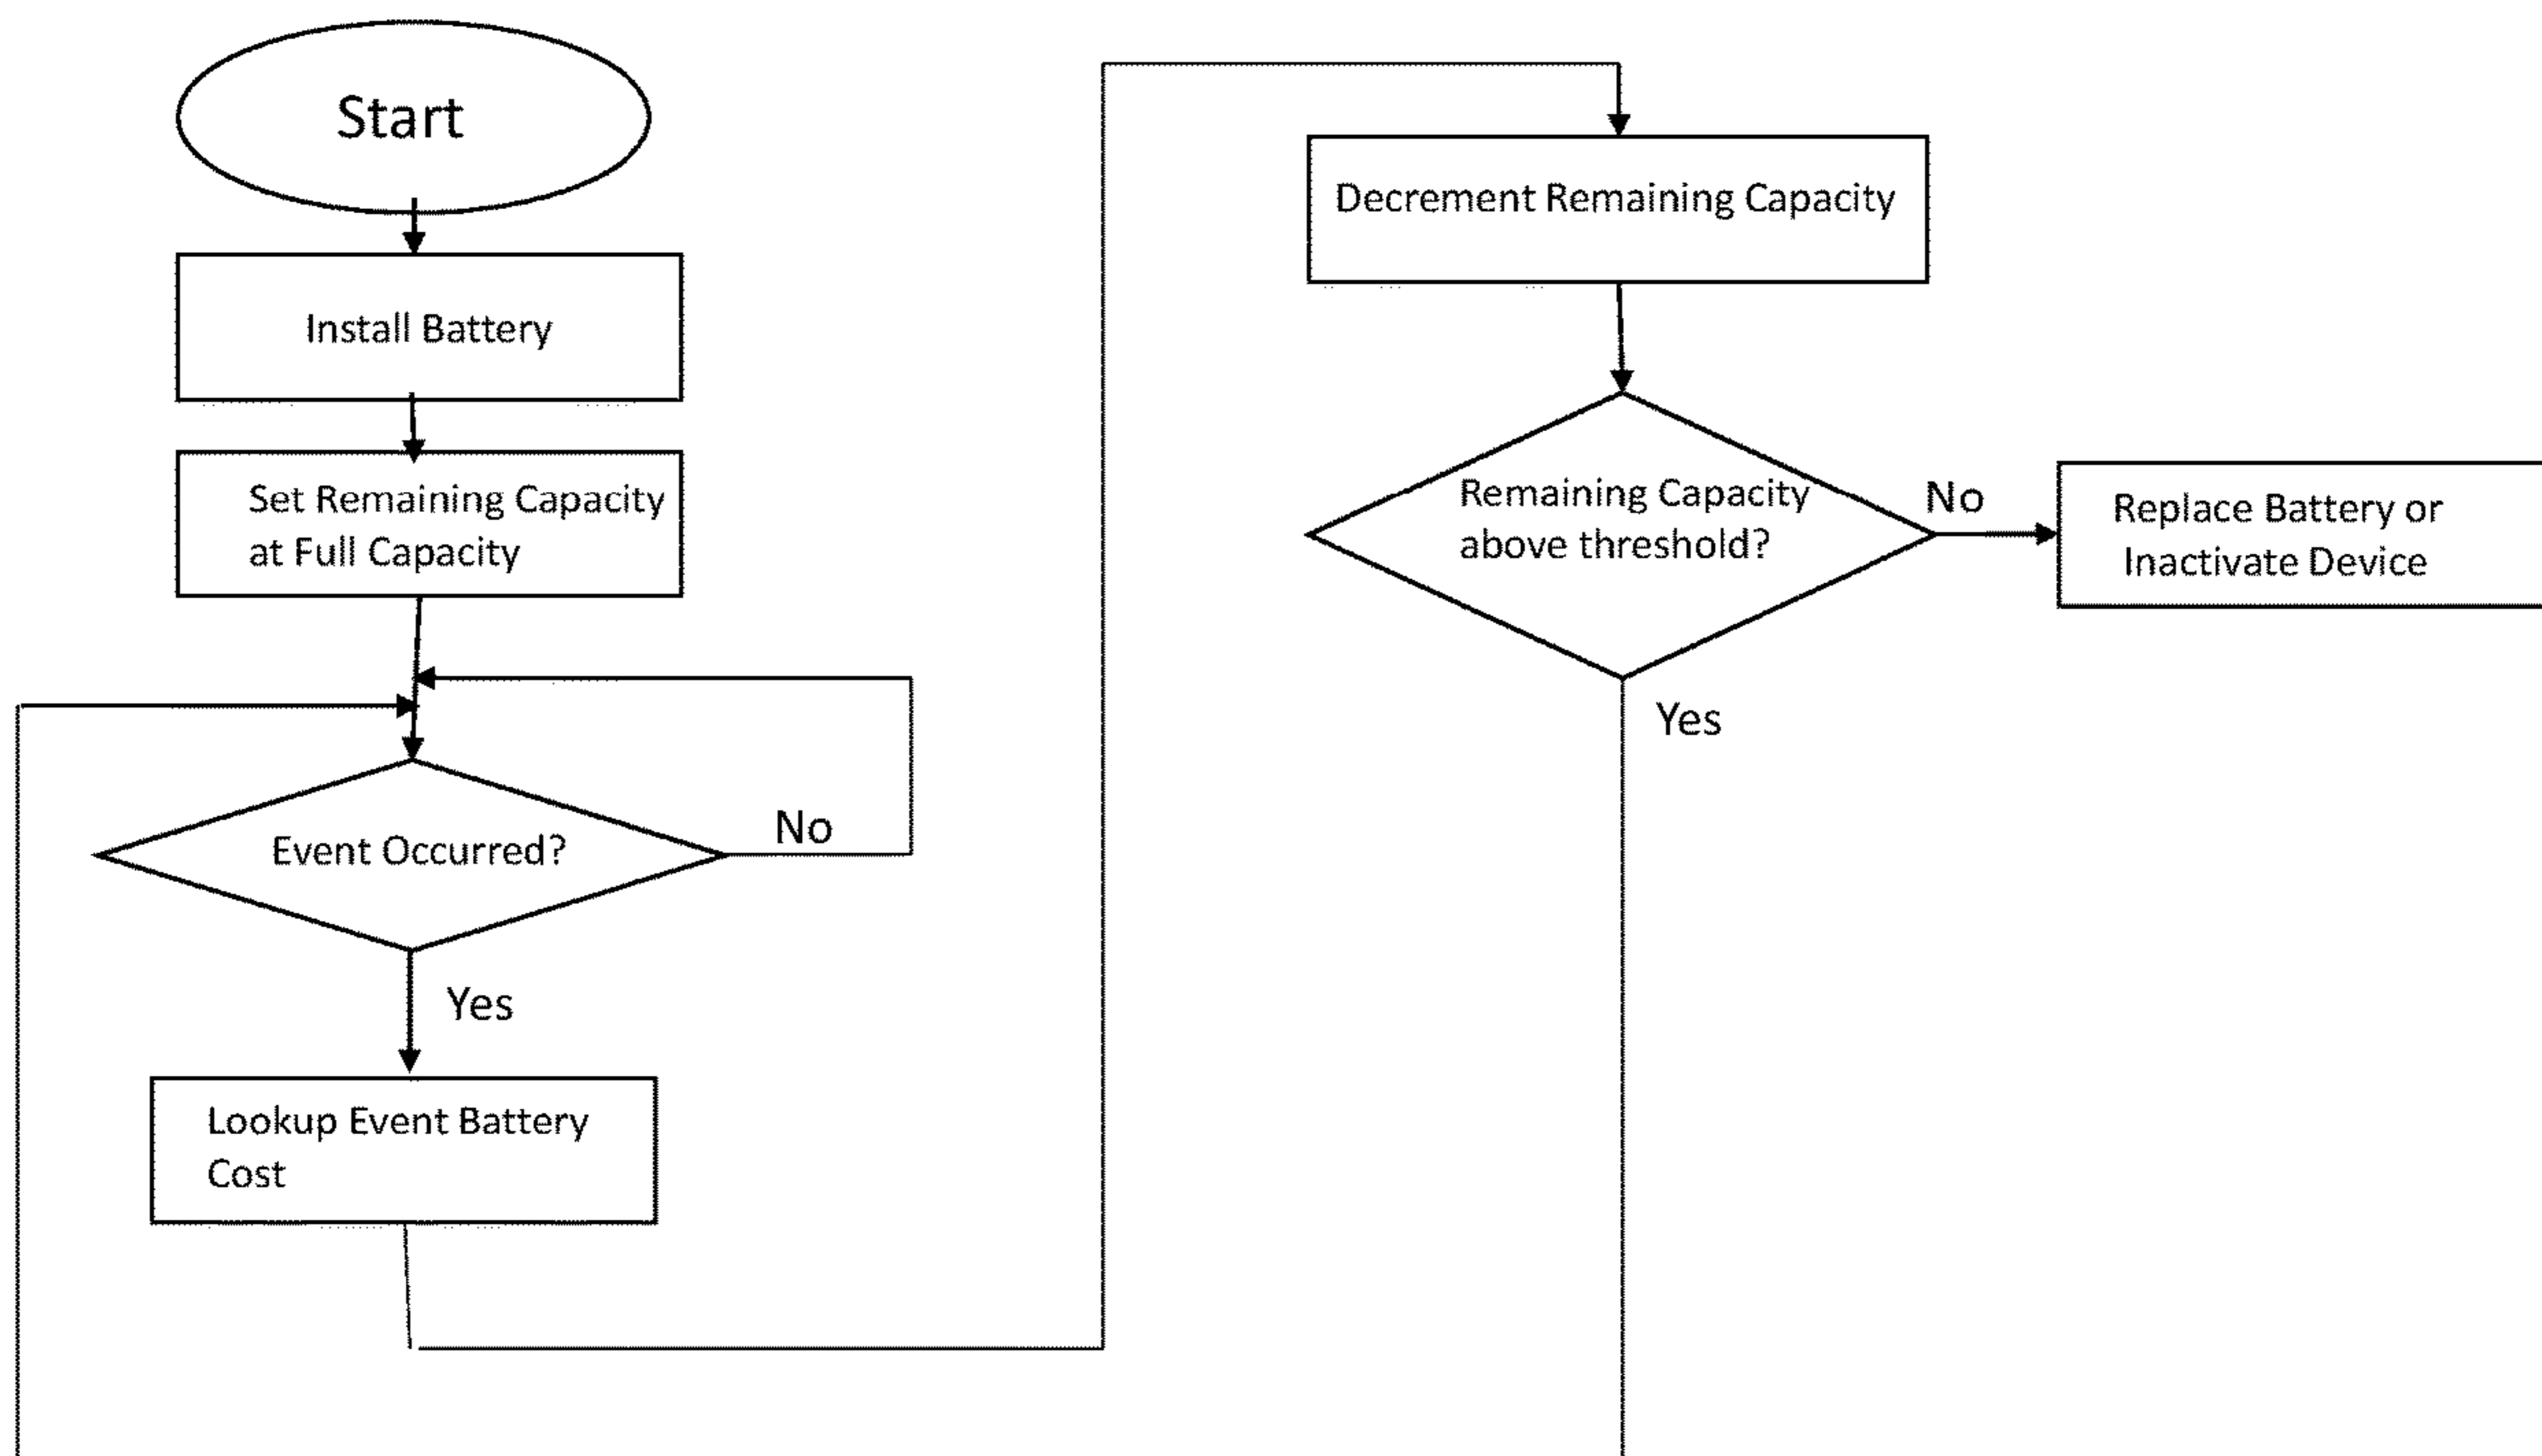 Start
Install Battery
Set Remaining Capacity
at Full Capacity
Event Occurred?
No
Yes
Lookup Event Battery
Cost
Decrement Remaining Capacity
Remaining Capacity
above threshold?
No
Yes
Replace Battery or
Inactivate Device